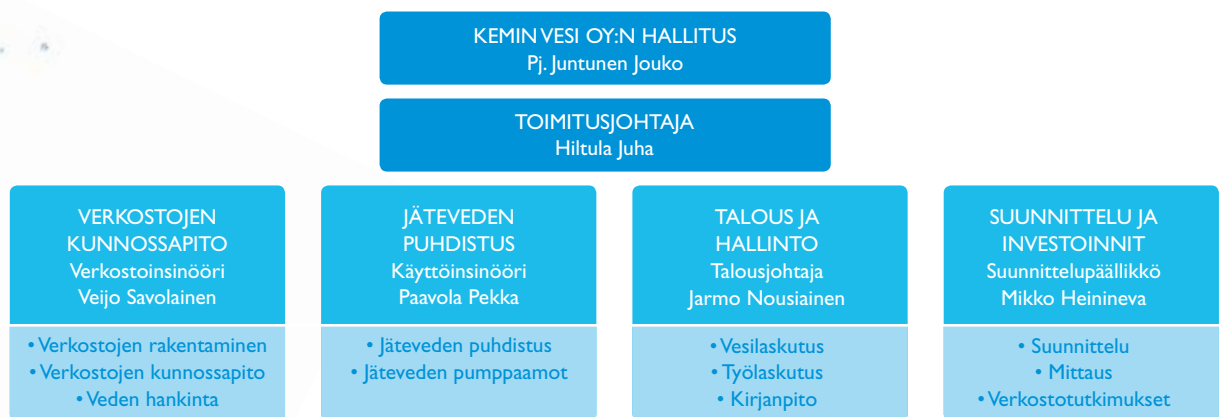 KEMIN VESI OY:N HALLITUS
Pj. Juntunen Jouko
TOIMITUSJOHTAJA
Hiltula Juha
VERKOSTOJEN
KUNNOSSAPITO
Verkostoinsinööri
Veijo Savolainen
• Verkostojen rakentaminen
• Verkostojen kunnossapito
• Veden hankinta
JÄTEVEDEN
PUHDISTUS
Käyttöinsinööri
Paavola Pekka
• Jäteveden puhdistus
• Jäteveden pumppaamot
TALOUS JA
HALLINTO
Talousjohtaja
Jarmo Nousiainen
• Vesilaskutus
• Työlaskutus
• Kirjanpito
SUUNNITTELU JA
INVESTOINNIT
Suunnittelupäällikkö
Mikko Heinineva
• Suunnittelu
• Mittaus
• Verkostotutkimukset